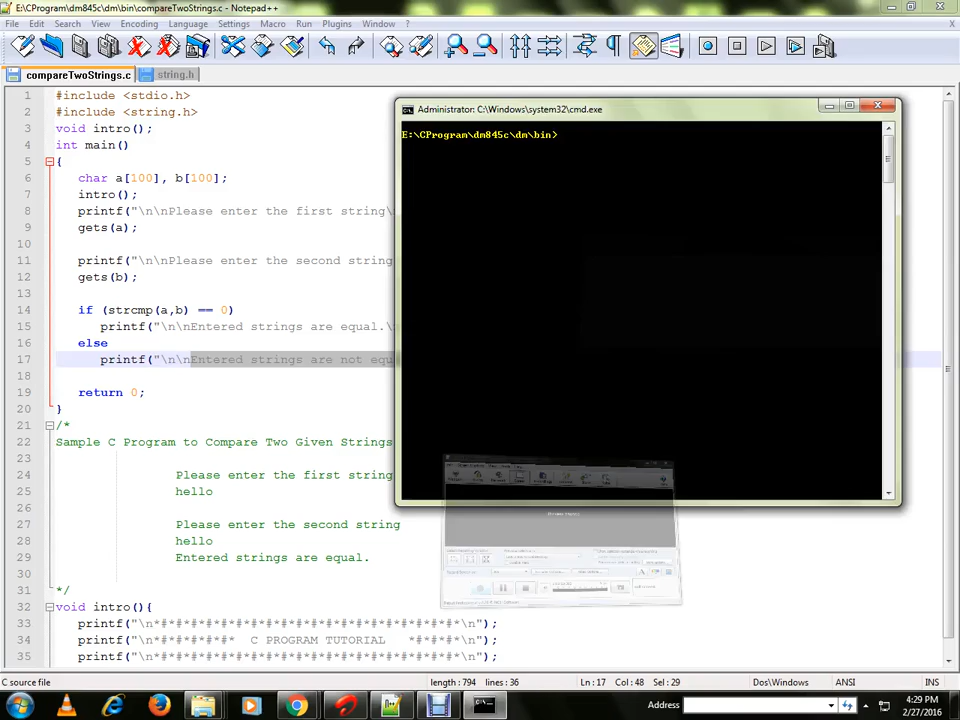 E:\CProgram\dm845c\dm\bin\compareTwoStrings.c - Notepad++
File Edit Search View Encoding Language Settings Macro Run Plugins Window ?
X
compareTwoStrings.c string.h
1 #include <stdio.h>
2 #include <string.h>
3 void intro();
4 int main()
5 {
6 char a[100], b[100];
7 intro();
8 printf("\n\nPlease enter the first string\
9 gets(a);
10
11 printf("\n\nPlease enter the second string
12 gets(b);
13
14 if (strcmp(a,b) == 0)
15 printf("\n\nEntered strings are equal.\
16 else
17 printf("\n\nEntered strings are not equ
18
19 return 0;
20 }
21 /*
22 Sample C Program to Compare Two Given Strings
23
24 Please enter the first string
25 hello
26
27 Please enter the second string
28 hello
29 Entered strings are equal.
30
31 */
32 void intro(){
33 printf("\n*#*#*#*#*#*#*#*#*#*#*#*#*#*#*#*#*#*#*#*#*\n");
34 printf("\n*#*#*#*#*#* C PROGRAM TUTORIAL *#*#*#*#*\n");
35 printf("\n*#*#*#*#*#*#*#*#*#*#*#*#*#*#*#*#*#*#*#*#*\n");
Administrator: C:\Windows\system32\cmd.exe
E:\CProgram\dm845c\dm\bin>
C source file length : 794 lines : 36 Ln : 17 Col : 48 Sel : 29 Dos\Windows ANSI INS
Address
4:29 PM
2/27/2016